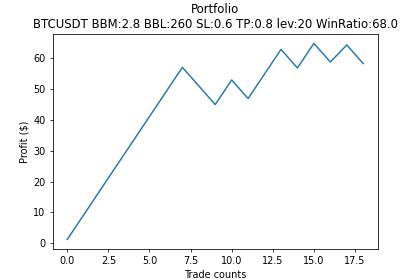 Portfolio
BTCUSDT BBM:2.8 BBL:260 SL:0.6 TP:0.8 lev:20 WinRatio:68.0
60
50
40
30
20
10
0
Profit ($)
0.0 2.5 5.0 7.5 10.0 12.5 15.0 17.5
Trade counts